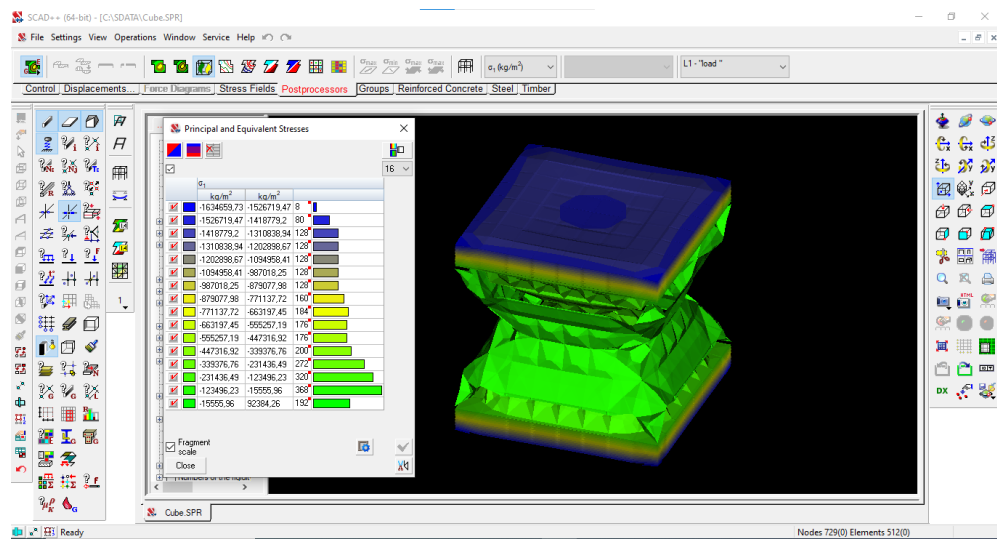 SCAD++ (64-bit) - [C:\SDATA\Cube.SPR]
File Settings View Operations Window Service Help
σ₁ (kg/m²)
L1 - "load "
Control Displacements... Force Diagrams Stress Fields Postprocessors Groups Reinforced Concrete Steel Timber
Principal and Equivalent Stresses
16
σ₁
kg/m² kg/m²
-1634659,73 -1526719,47 8
-1526719,47 -1418779,2 80
-1418779,2 -1310838,94 128
-1310838,94 -1202898,67 128
-1202898,67 -1094958,41 128
-1094958,41 -987018,25 128
-987018,25 -879077,98 128
-879077,98 -771137,72 160
-771137,72 -663197,45 184
-663197,45 -555257,19 176
-555257,19 -447316,92 176
-447316,92 -339376,76 200
-339376,76 -231436,49 272
-231436,49 -123496,23 320
-123496,23 -15555,96 368
-15555,96 92384,26 192
Fragment
scale
Close
Numbers of the
Cube.SPR
Ready
Nodes 729(0) Elements 512(0)
HTML
DX
1